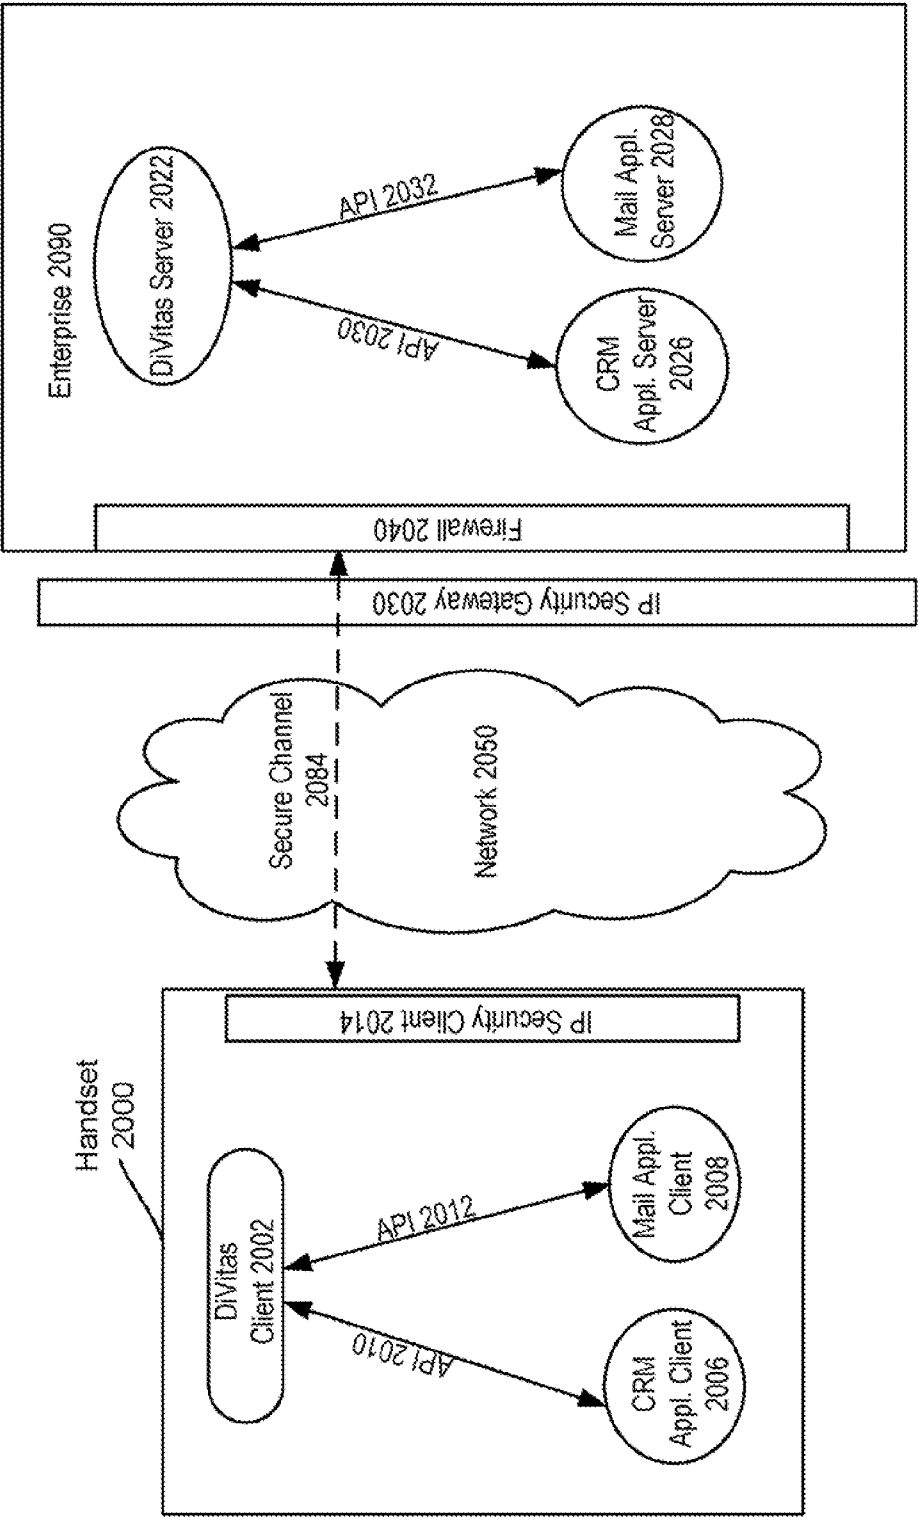 Handset
2000
DiVitas
Client 2002
API 2010
API 2012
CRM
Appl. Client
2006
Mail Appl.
Client
2008
IP Security Client 2014
Secure Channel
2084
Network 2050
IP Security Gateway 2030
Firewall 2040
Enterprise 2090
DiVitas Server 2022
API 2030
API 2032
CRM
Appl. Server
2026
Mail Appl.
Server 2028